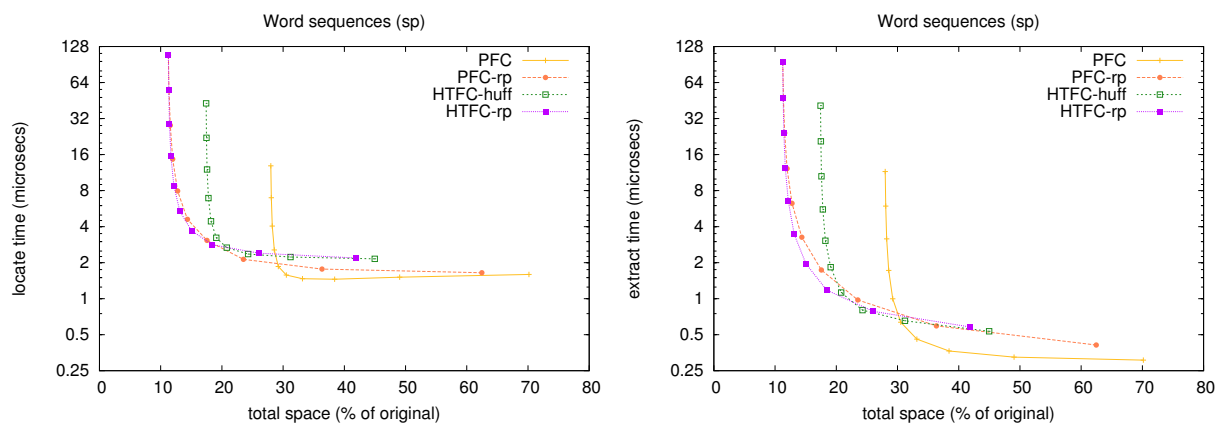 Word sequences (sp)
128
64
32
16
8
4
2
1
0.5
0.25
locate time (microsecs)
PFC
PFC-rp
HTFC-huff
HTFC-rp
0 10 20 30 40 50 60 70 80
total space (% of original)
Word sequences (sp)
128
64
32
16
8
4
2
1
0.5
0.25
extract time (microsecs)
PFC
PFC-rp
HTFC-huff
HTFC-rp
0 10 20 30 40 50 60 70 80
total space (% of original)